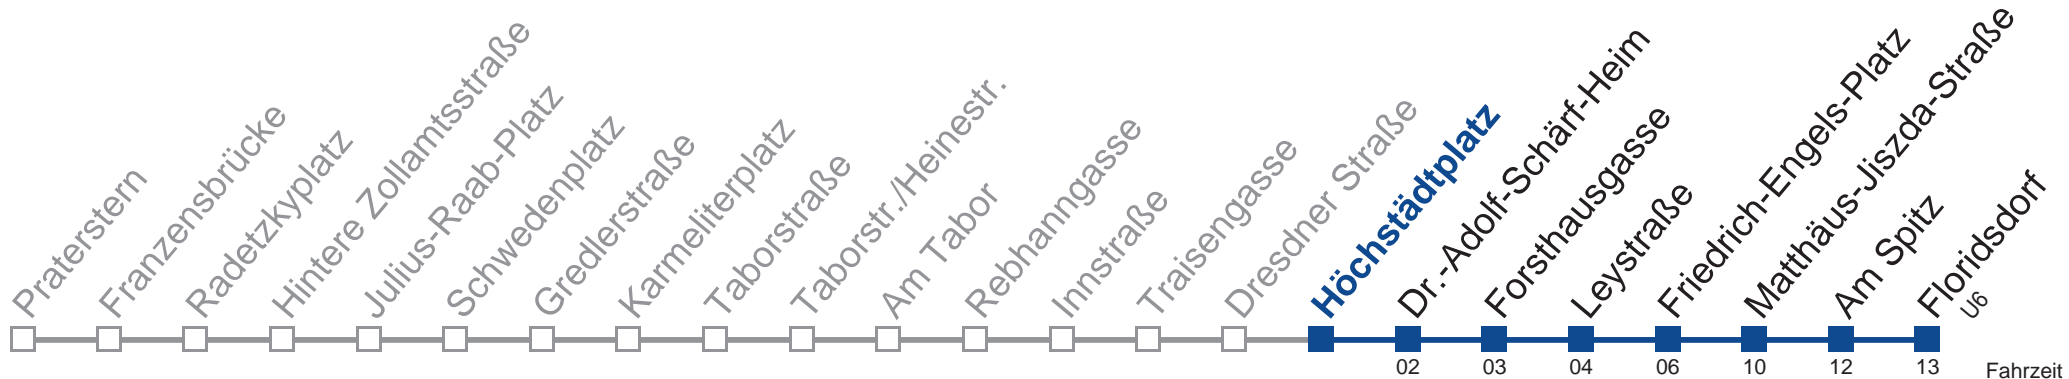 Praterstern
Franzensbrücke
Radetzkyplatz
Hintere Zollamtsstraße
Julius-Raab-Platz
Schwedenplatz
Gredlerstraße
Karmeliterplatz
Taborstraße
Taborstr./Heinestr.
Am Tabor
Rebhanngasse
Innstraße
Traisengasse
Dresdner Straße
Höchstädtplatz
Dr.-Adolf-Schärf-Heim
Forsthausgasse
Leystraße
Friedrich-Engels-Platz
Matthäus-Jiszda-Straße
Am Spitz
Floridsdorf
U6
02 03 04 06 10 12 13 Fahrzeit